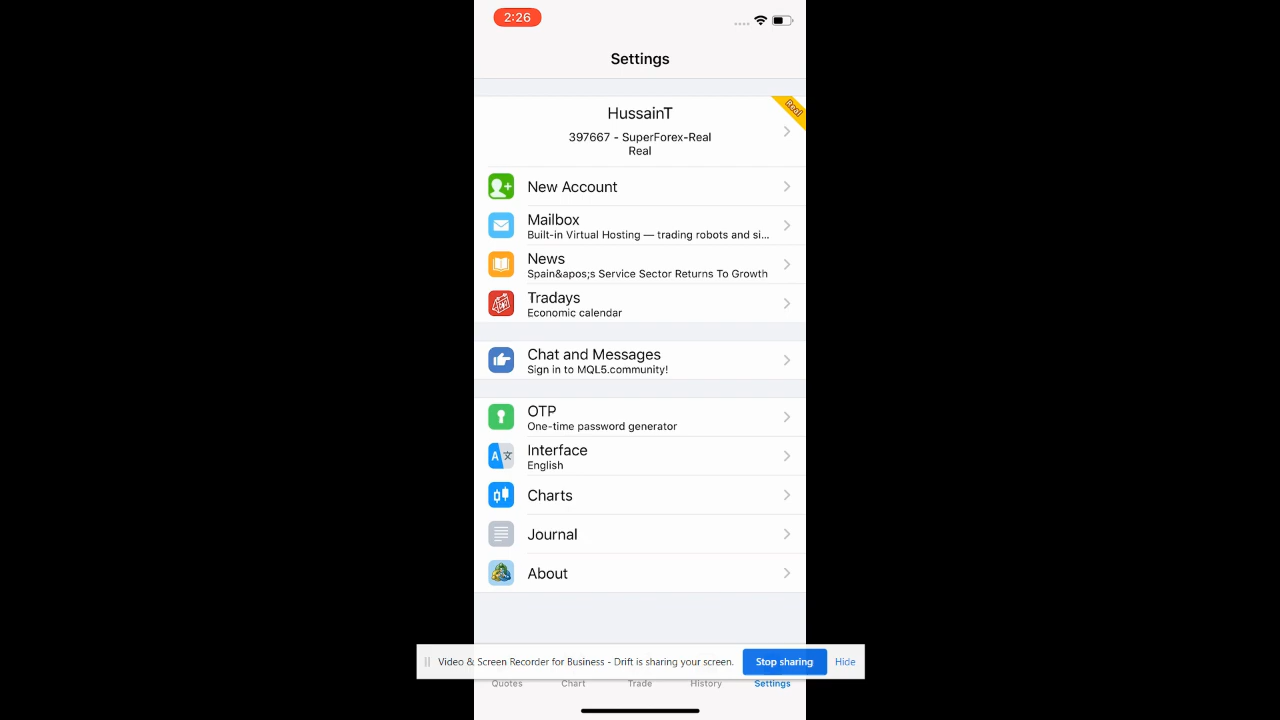 2:26
Settings
HussainT
Real
397667 - SuperForex-Real
Real
New Account
Mailbox
Built-in Virtual Hosting — trading robots and si...
News
Spain&apos;s Service Sector Returns To Growth
Tradays
Economic calendar
Chat and Messages
Sign in to MQL5.community!
OTP
One-time password generator
A 文
Interface
English
Charts
Journal
About
Video & Screen Recorder for Business - Drift is sharing your screen. Stop sharing Hide
Quotes Chart Trade History Settings